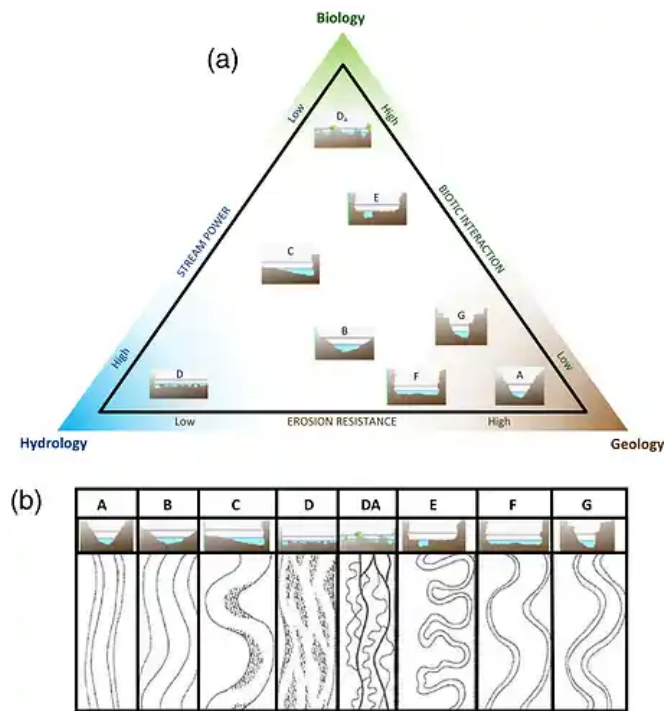 Biology
(a)
Low
High
Dₐ
E
STREAM POWER
BIOTIC INTERACTION
C
G
B
High
Low
D
F
A
Low
EROSION RESISTANCE
High
Hydrology
Geology
(b)
A B C D DA E F G